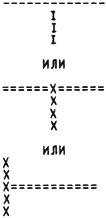 -----------------
I
I
I
ИЛИ
========X========
X
X
X
ИЛИ
X
X
X===============
X
X